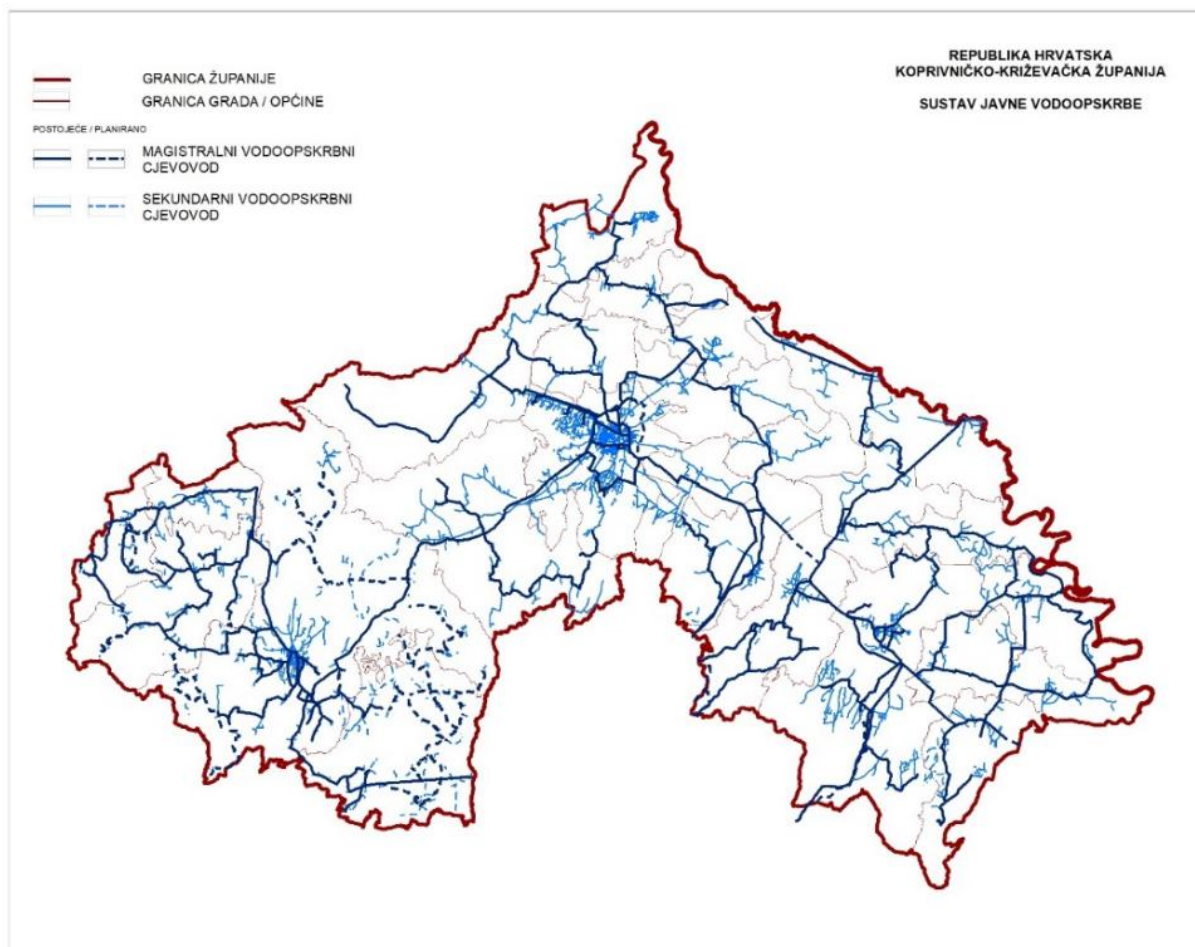 REPUBLIKA HRVATSKA
KOPRIVNIČKO-KRIŽEVAČKA ŽUPANIJA
SUSTAV JAVNE VODOOPSKRBE
GRANICA ŽUPANIJE
GRANICA GRADA / OPĆINE
POSTOJEĆE / PLANIRANO
MAGISTRALNI VODOOPSKRBNI
CJEVOVOD
SEKUNDARNI VODOOPSKRBNI
CJEVOVOD